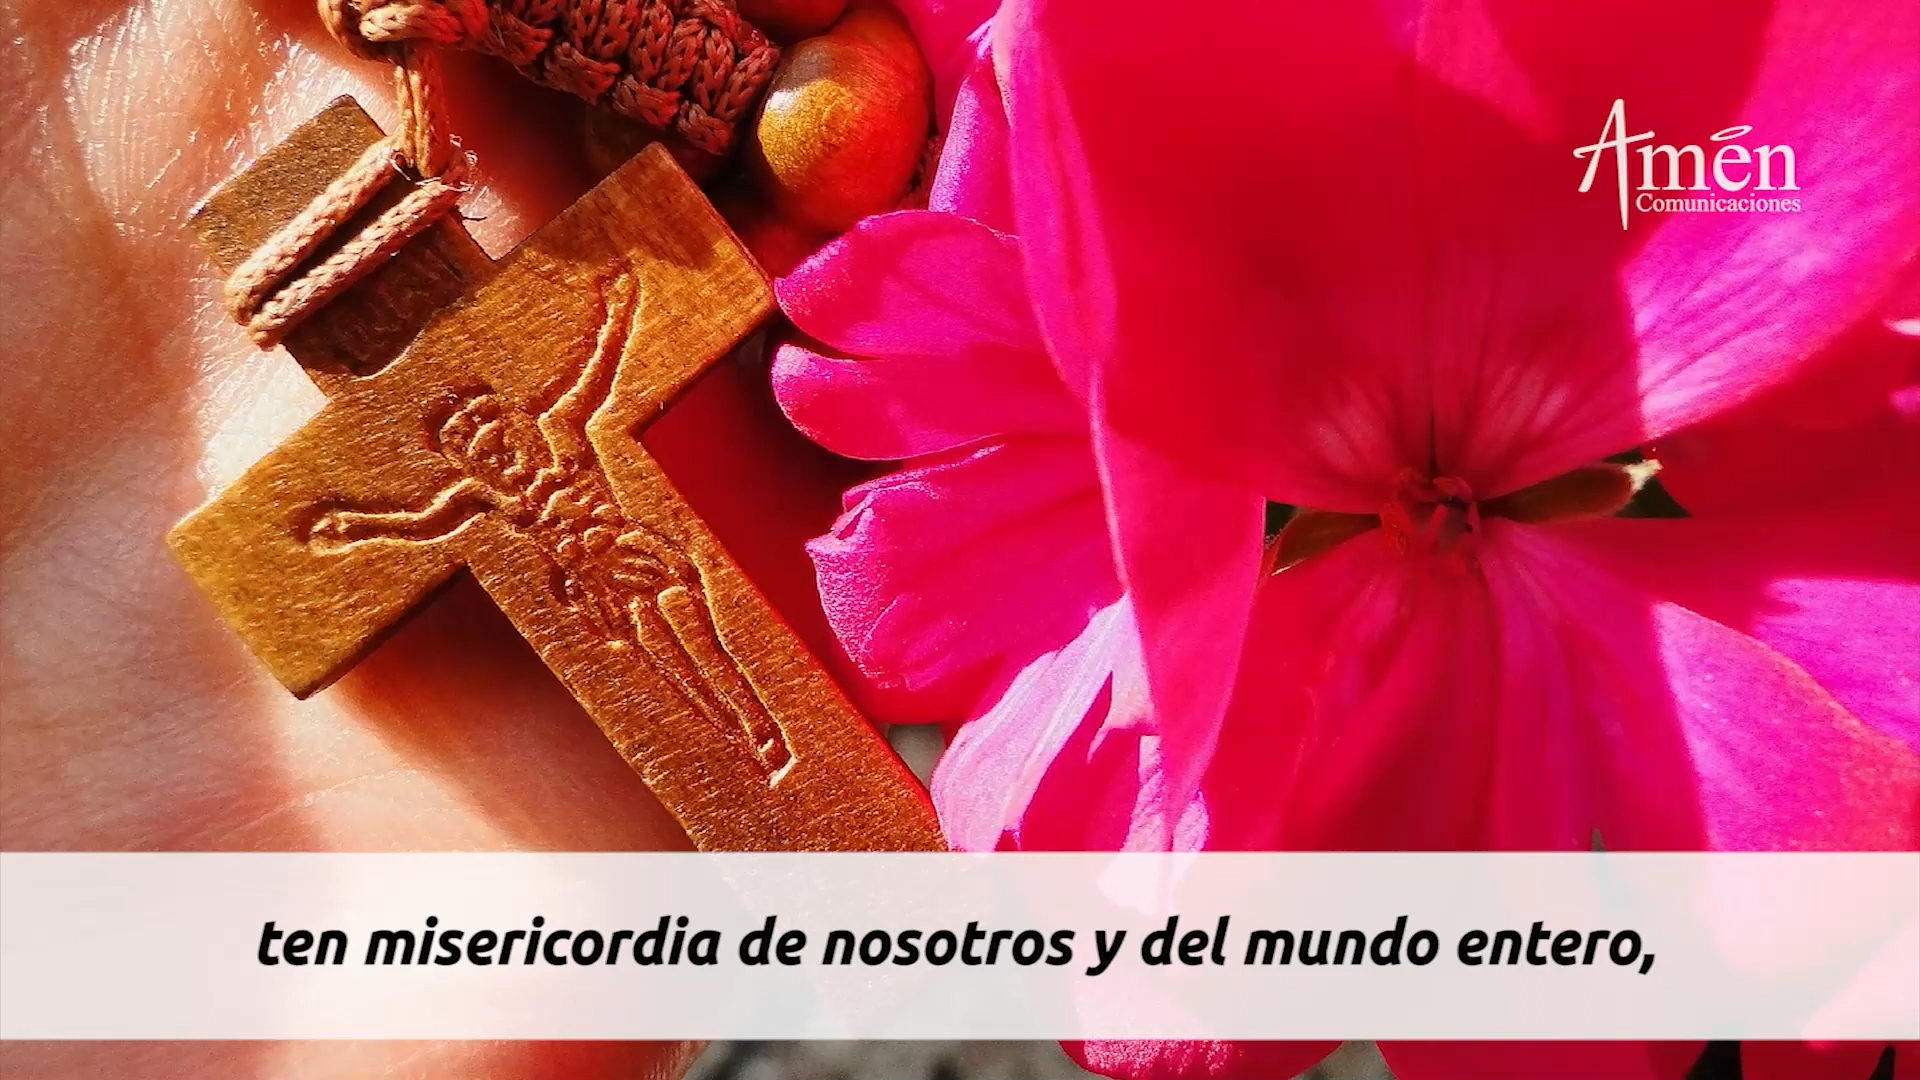 Amén
Comunicaciones
ten misericordia de nosotros y del mundo entero,